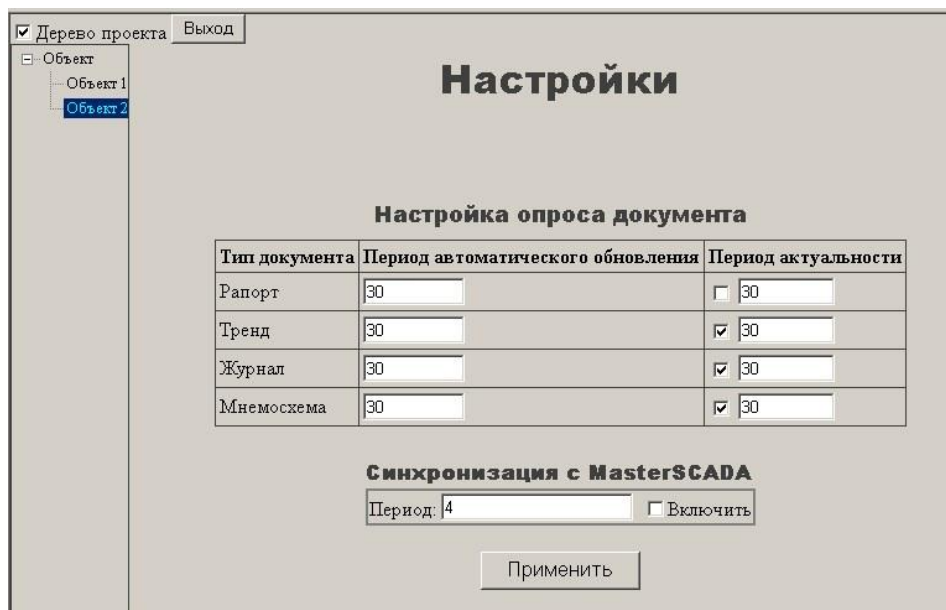 Дерево проекта Выход
Объект
Объект 1
Объект 2
Настройки
Настройка опроса документа
Тип документа Период автоматического обновления Период актуальности
Рапорт 30 30
Тренд 30 30
Журнал 30 30
Мнемосхема 30 30
Синхронизация с MasterSCADA
Период: 4 Включить
Применить